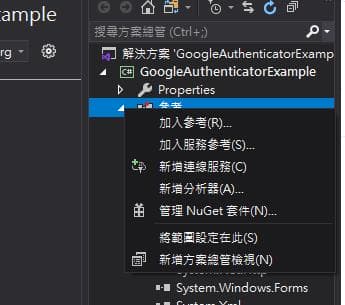 xample
搜尋方案總管 (Ctrl+;)
org
解決方案 'GoogleAuthenticatorExamp
C# GoogleAuthenticatorExample
Properties
參考
加入參考(R)...
加入服務參考(S)...
新增連線服務(C)
新增分析器(A)...
管理 NuGet 套件(N)...
將範圍設定在此(S)
新增方案總管檢視(N)
System.Windows.Forms
System.Xml